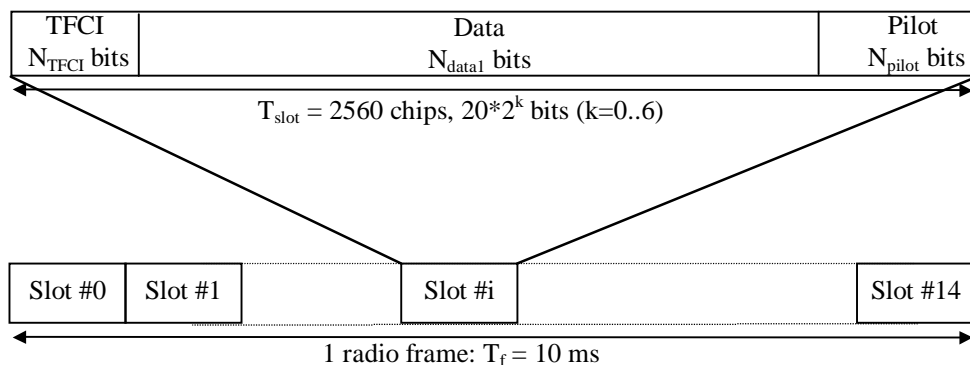 TFCI Data Pilot
N_TFCI bits N_data1 bits N_pilot bits
T_slot = 2560 chips, 20*2^k bits (k=0..6)
Slot #0 Slot #1 Slot #i Slot #14
1 radio frame: T_f = 10 ms